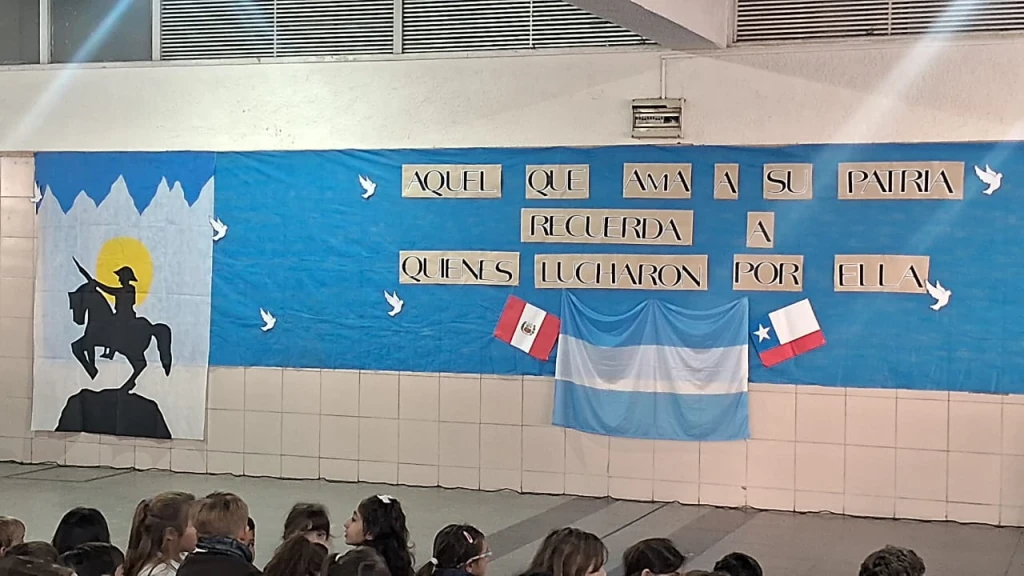 AQUEL QUE AMA A SU PATRIA
RECUERDA A
QUIENES LUCHARON POR ELLA